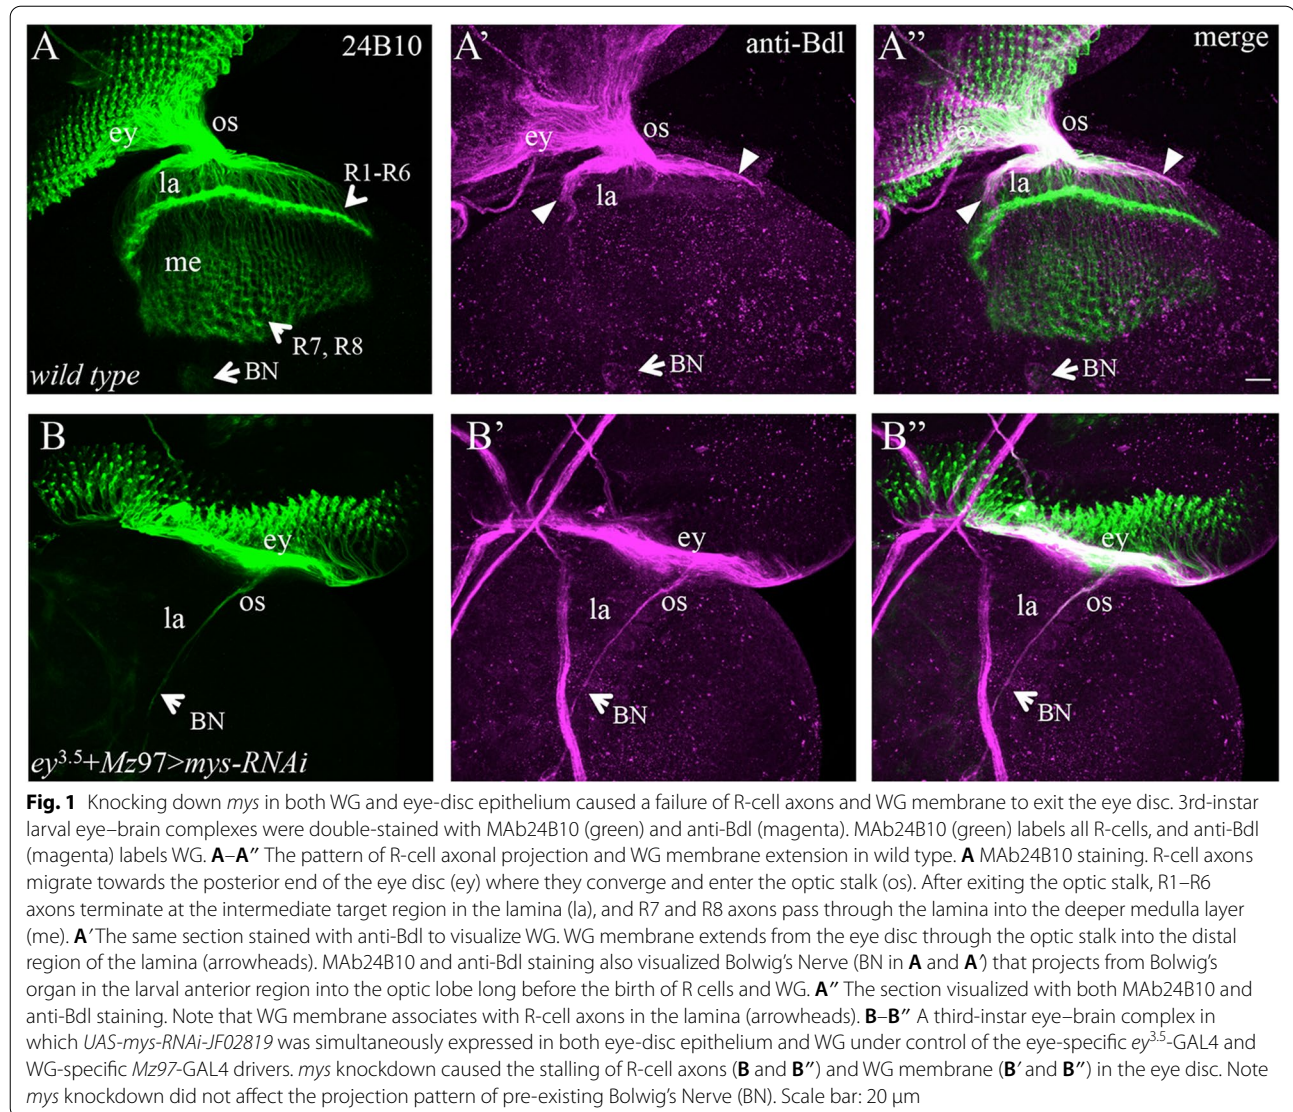 A
24B10
ey
os
la
R1-R6
me
R7, R8
BN
wild type
A'
anti-Bdl
ey
os
la
BN
A''
merge
ey
os
la
BN
B
ey
os
la
BN
ey3.5+Mz97>mys-RNAi
B'
ey
os
la
BN
B''
ey
os
la
BN
Fig. 1 Knocking down mys in both WG and eye-disc epithelium caused a failure of R-cell axons and WG membrane to exit the eye disc. 3rd-instar
larval eye–brain complexes were double-stained with MAb24B10 (green) and anti-Bdl (magenta). MAb24B10 (green) labels all R-cells, and anti-Bdl
(magenta) labels WG. A–A″ The pattern of R-cell axonal projection and WG membrane extension in wild type. A MAb24B10 staining. R-cell axons
migrate towards the posterior end of the eye disc (ey) where they converge and enter the optic stalk (os). After exiting the optic stalk, R1–R6
axons terminate at the intermediate target region in the lamina (la), and R7 and R8 axons pass through the lamina into the deeper medulla layer
(me). A′ The same section stained with anti-Bdl to visualize WG. WG membrane extends from the eye disc through the optic stalk into the distal
region of the lamina (arrowheads). MAb24B10 and anti-Bdl staining also visualized Bolwig's Nerve (BN in A and A′) that projects from Bolwig's
organ in the larval anterior region into the optic lobe long before the birth of R cells and WG. A″ The section visualized with both MAb24B10 and
anti-Bdl staining. Note that WG membrane associates with R-cell axons in the lamina (arrowheads). B–B″ A third-instar eye–brain complex in
which UAS-mys-RNAi-JF02819 was simultaneously expressed in both eye-disc epithelium and WG under control of the eye-specific ey3.5-GAL4 and
WG-specific Mz97-GAL4 drivers. mys knockdown caused the stalling of R-cell axons (B and B″) and WG membrane (B′ and B″) in the eye disc. Note
mys knockdown did not affect the projection pattern of pre-existing Bolwig's Nerve (BN). Scale bar: 20 μm